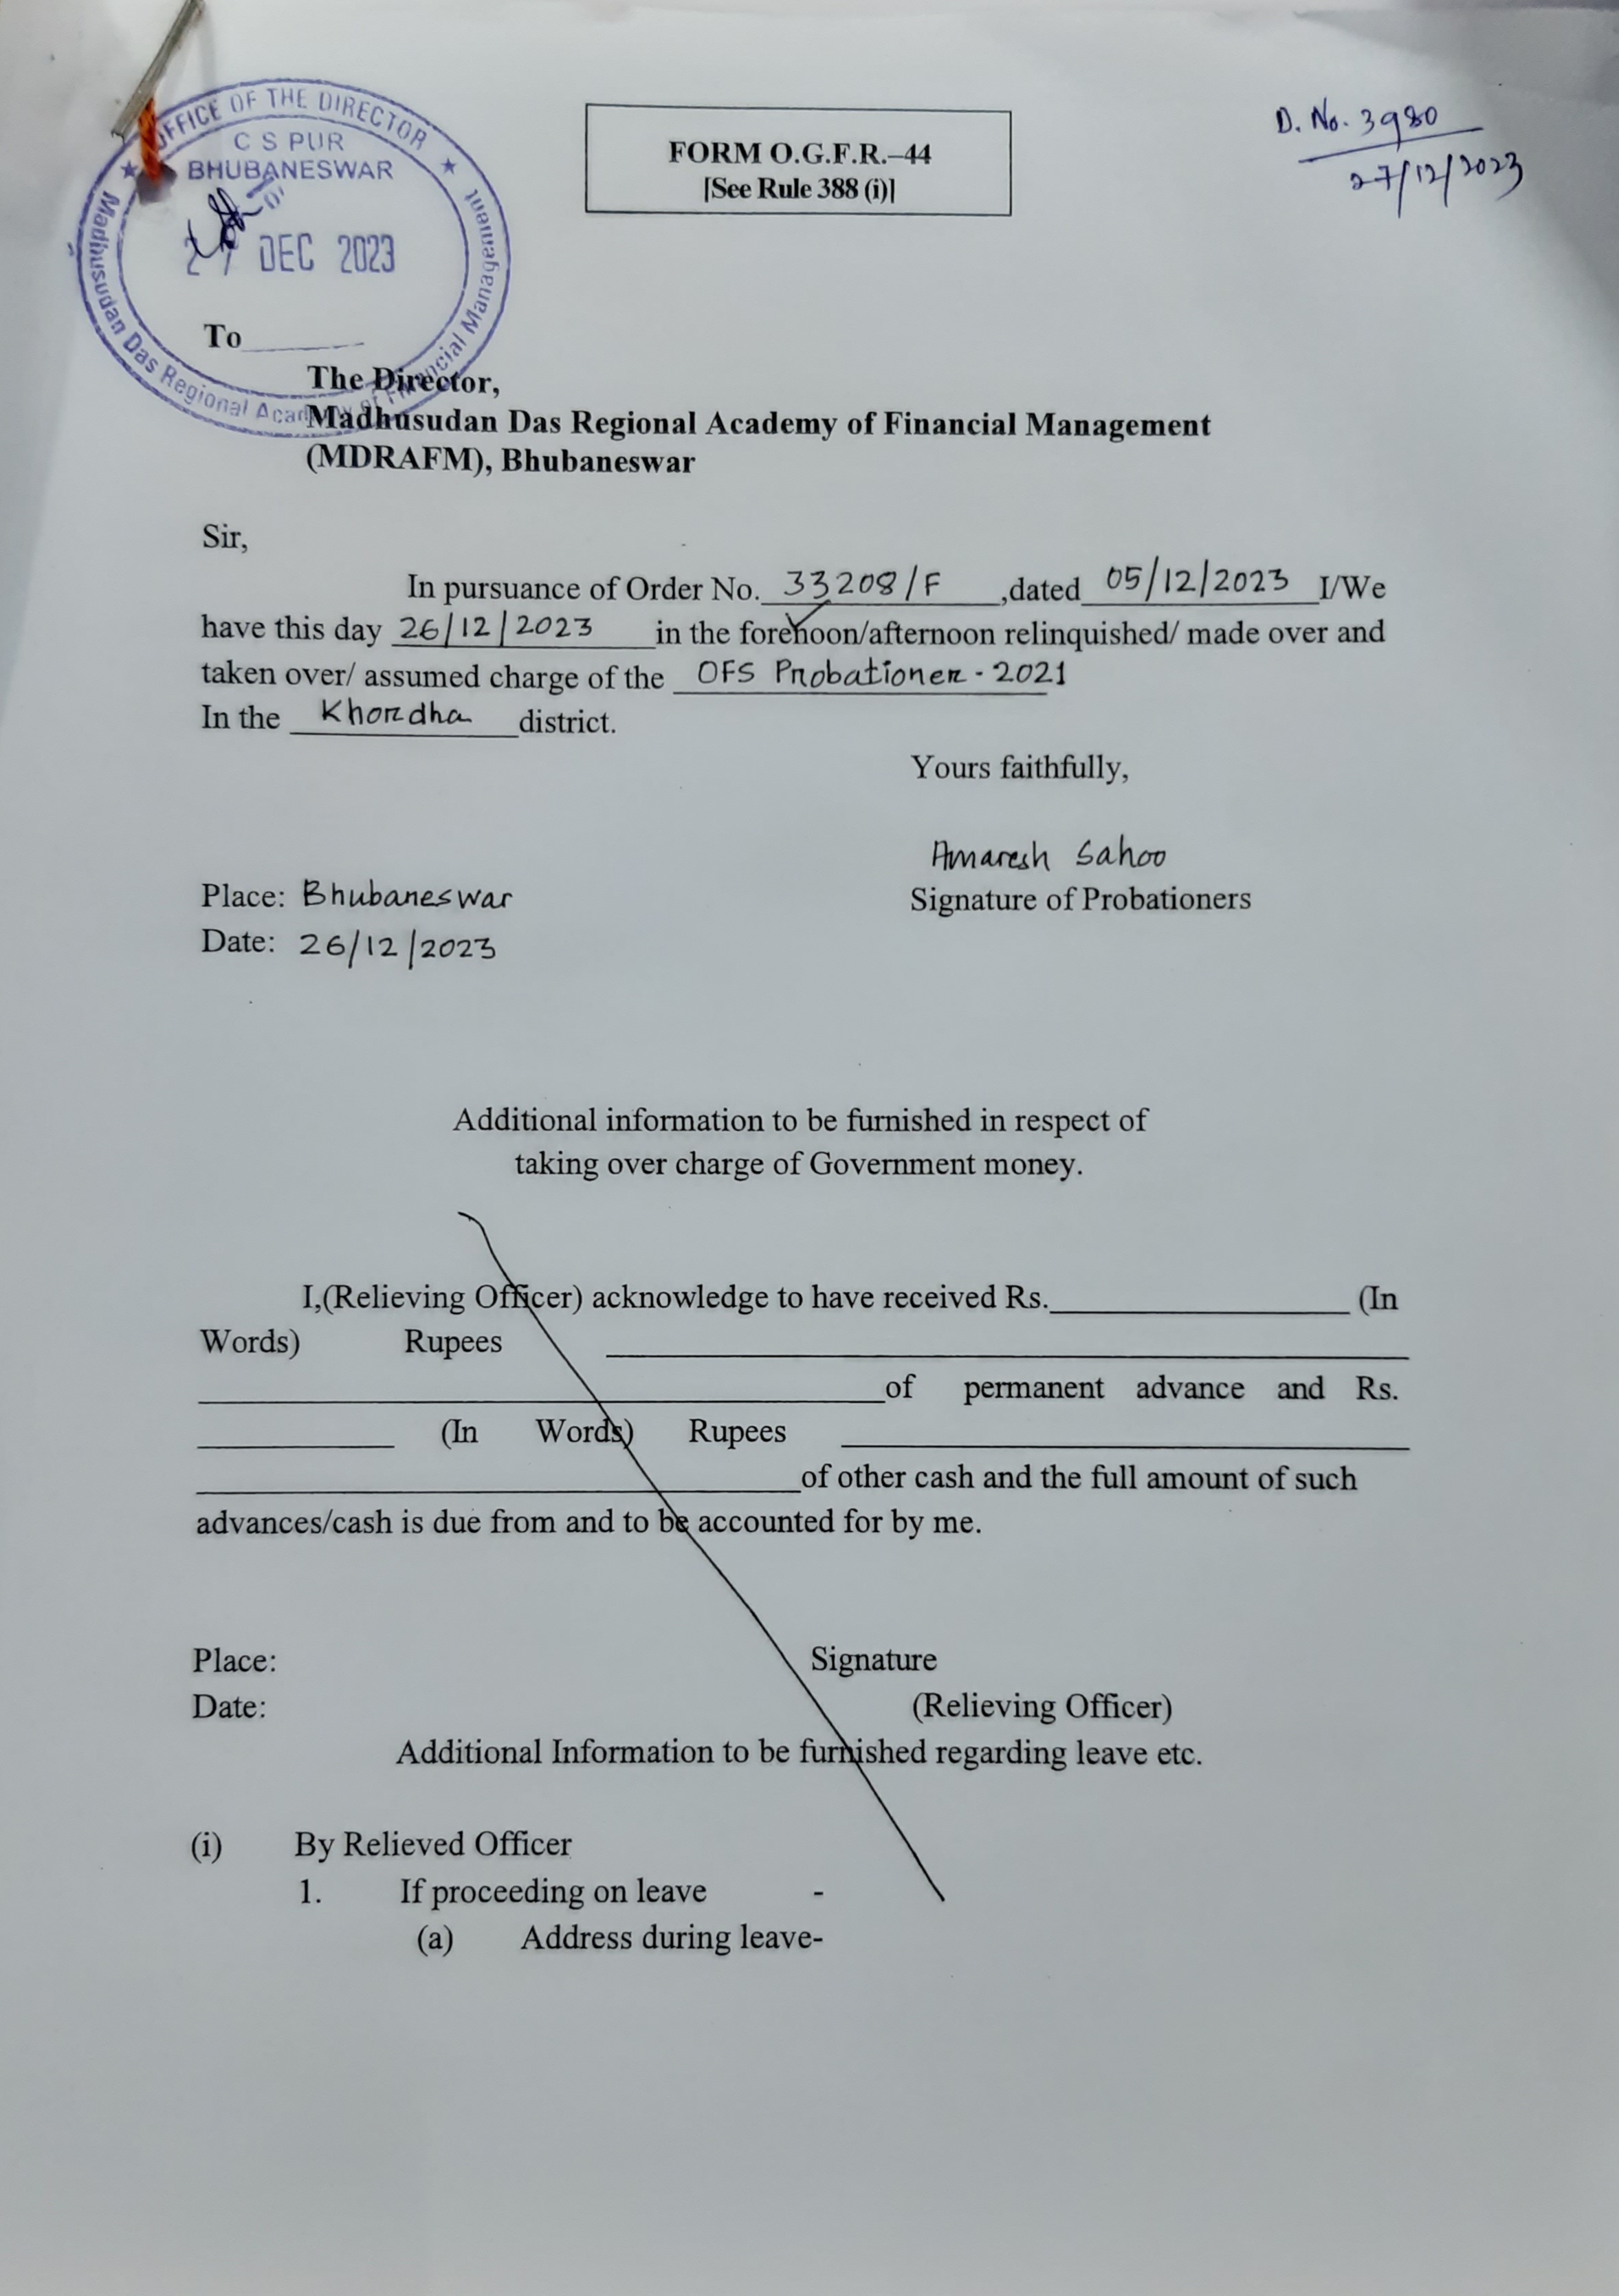 OFFICE OF THE DIRECTOR
C S PUR
BHUBANESWAR
27 DEC 2023
Madhusudan Das Regional Academy of Financial Management
FORM O.G.F.R.–44
[See Rule 388 (i)]
D. No. 3980
27/12/2023
To
The Director,
Madhusudan Das Regional Academy of Financial Management
(MDRAFM), Bhubaneswar
Sir,
In pursuance of Order No. 33208/F ,dated 05/12/2023 I/We
have this day 26/12/2023 in the forenoon/afternoon relinquished/ made over and
taken over/ assumed charge of the OFS Probationer - 2021
In the Khordha district.
Yours faithfully,
Amaresh Sahoo
Signature of Probationers
Place: Bhubaneswar
Date: 26/12/2023
Additional information to be furnished in respect of
taking over charge of Government money.
I,(Relieving Officer) acknowledge to have received Rs. (In
Words) Rupees
of permanent advance and Rs.
(In Words) Rupees
of other cash and the full amount of such
advances/cash is due from and to be accounted for by me.
Place: Signature
Date: (Relieving Officer)
Additional Information to be furnished regarding leave etc.
(i) By Relieved Officer
1. If proceeding on leave -
(a) Address during leave-